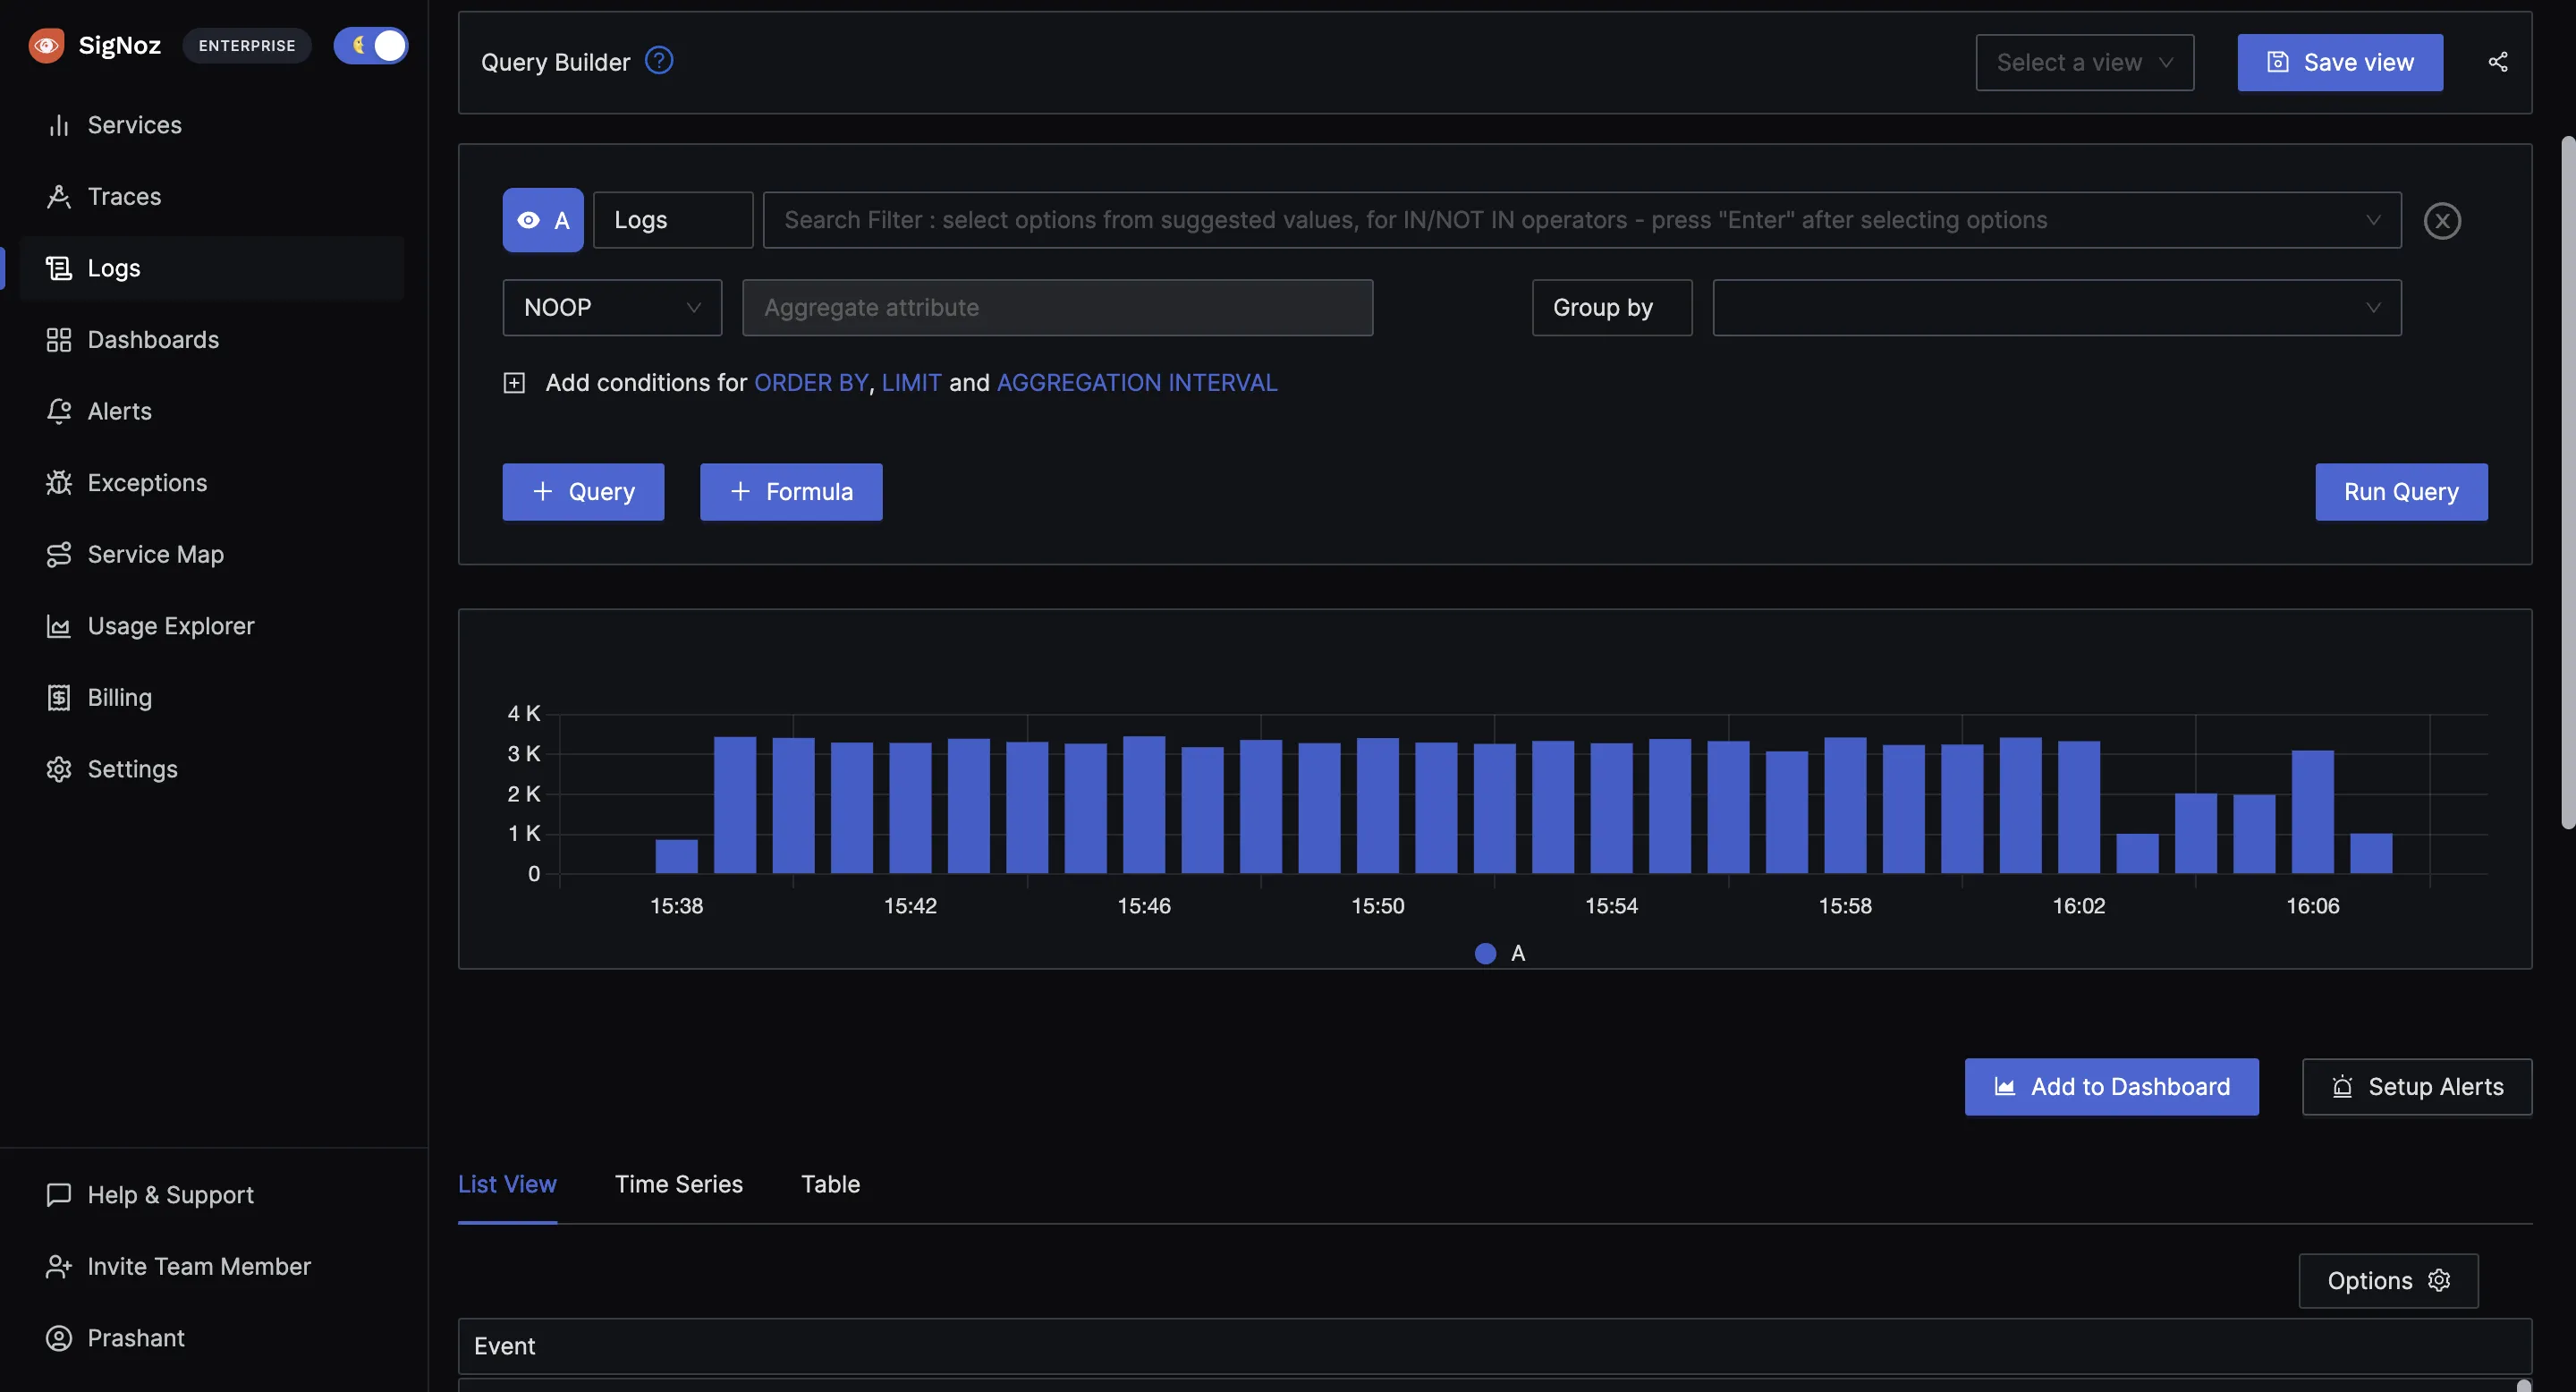 SigNoz ENTERPRISE
Services
Traces
Logs
Dashboards
Alerts
Exceptions
Service Map
Usage Explorer
Billing
Settings
Help & Support
Invite Team Member
Prashant
Query Builder ? Select a view Save view
A Logs Search Filter : select options from suggested values, for IN/NOT IN operators - press "Enter" after selecting options
NOOP Aggregate attribute Group by
Add conditions for ORDER BY, LIMIT and AGGREGATION INTERVAL
+ Query + Formula Run Query
4 K
3 K
2 K
1 K
0
15:38 15:42 15:46 15:50 15:54 15:58 16:02 16:06
A
Add to Dashboard Setup Alerts
List View Time Series Table
Options
Event